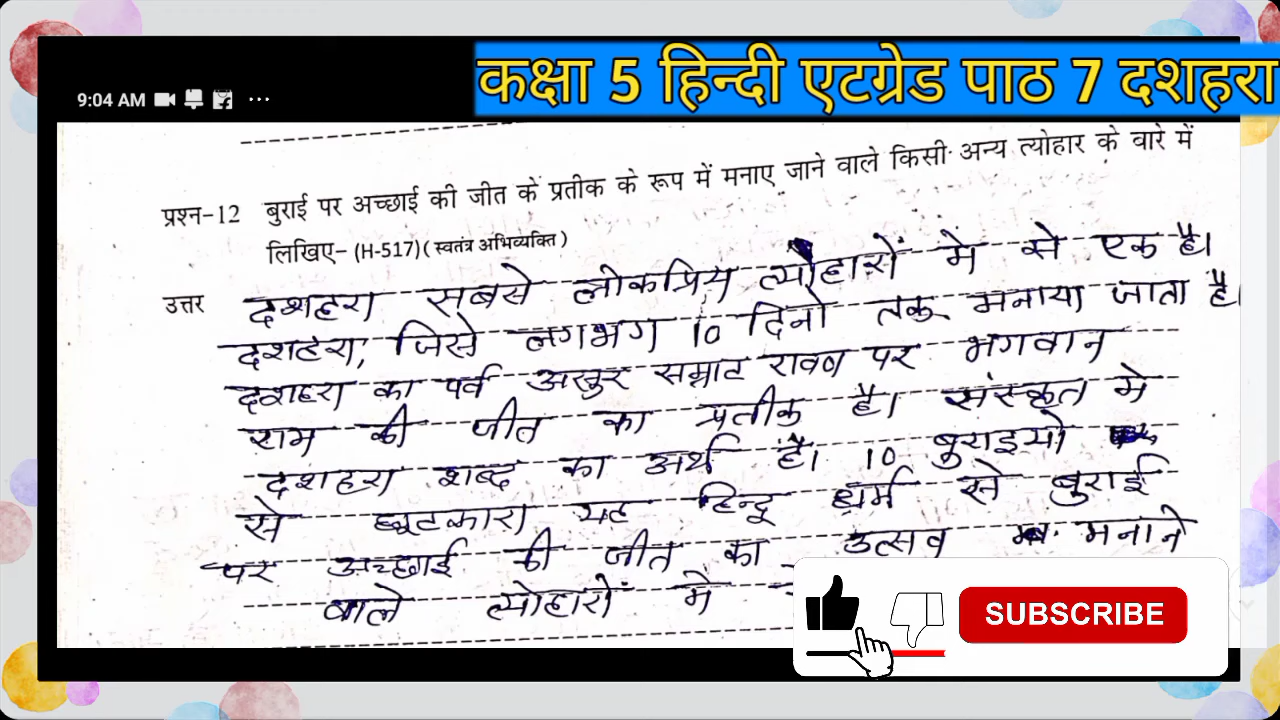 कक्षा 5 हिन्दी एटग्रेड पाठ 7 दशहरा
9:04 AM
प्रश्न-12 बुराई पर अच्छाई की जीत के प्रतीक के रूप में मनाए जाने वाले किसी अन्य त्योहार के वारे में
लिखिए- (H-517) (स्वतंत्र अभिव्यक्ति)
उत्तर दशहरा सबसे लोकप्रिय त्यौहारों मे से एक है।
दशहरा, जिसे लगभग 10 दिनो तक मनाया जाता है।
दशहरा का पर्व असुर सम्राट रावण पर भगवान
राम की जीत का प्रतीक है। संस्कृत मे
दशहरा शब्द का अर्थ है। 10 बुराइयो
से छूटकारा यह हिन्दू धर्म से बुराई
पर अच्छाई की जीत का उत्सव मनाने
वाले त्योहारों मे
SUBSCRIBE